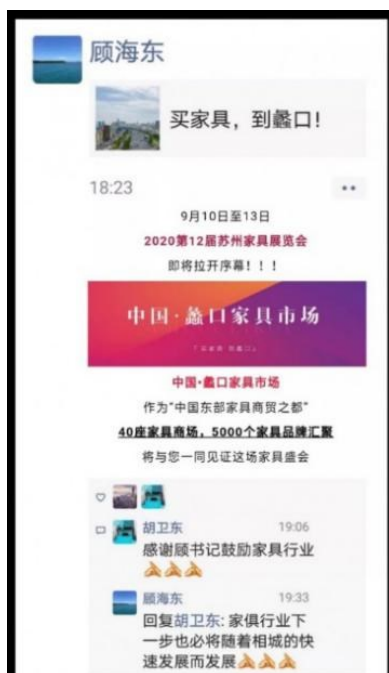 顾海东
买家具，到蠡口！
18:23
9月10日至13日
2020第12届苏州家具展览会
即将拉开序幕！！！
中国·蠡口家具市场
「买家具 到蠡口」
中国·蠡口家具市场
作为“中国东部家具商贸之都”
40座家具商场，5000个家具品牌汇聚
将与您一同见证这场家具盛会
胡卫东 19:06
感谢顾书记鼓励家具行业
顾海东 19:33
回复胡卫东: 家俱行业下
一步也必将随着相城的快
速发展而发展